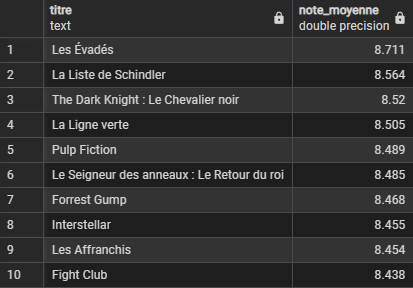 titre note_moyenne
text double precision
1 Les Évadés 8.711
2 La Liste de Schindler 8.564
3 The Dark Knight : Le Chevalier noir 8.52
4 La Ligne verte 8.505
5 Pulp Fiction 8.489
6 Le Seigneur des anneaux : Le Retour du roi 8.485
7 Forrest Gump 8.468
8 Interstellar 8.455
9 Les Affranchis 8.454
10 Fight Club 8.438